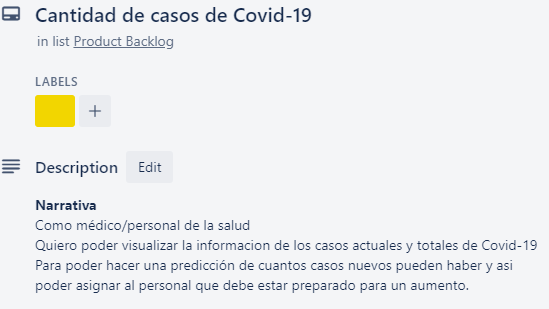 Cantidad de casos de Covid-19
in list Product Backlog
LABELS
+
Description Edit
Narrativa
Como médico/personal de la salud
Quiero poder visualizar la informacion de los casos actuales y totales de Covid-19
Para poder hacer una predicción de cuantos casos nuevos pueden haber y asi
poder asignar al personal que debe estar preparado para un aumento.